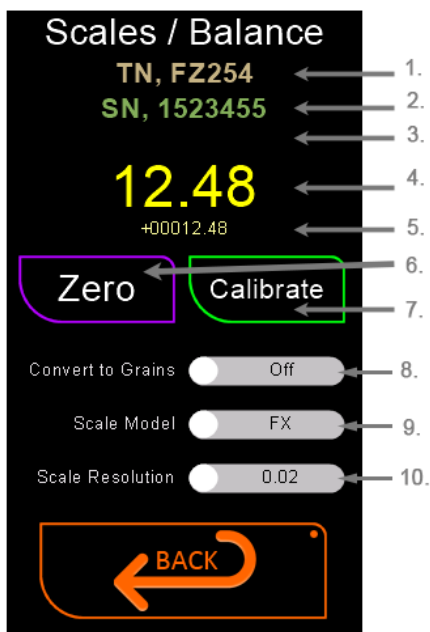 Scales / Balance
TN, FZ254
1.
SN, 1523455
2.
3.
12.48
4.
+00012.48
5.
Zero
Calibrate
6.
7.
Convert to Grains Off
8.
Scale Model FX
9.
Scale Resolution 0.02
10.
BACK